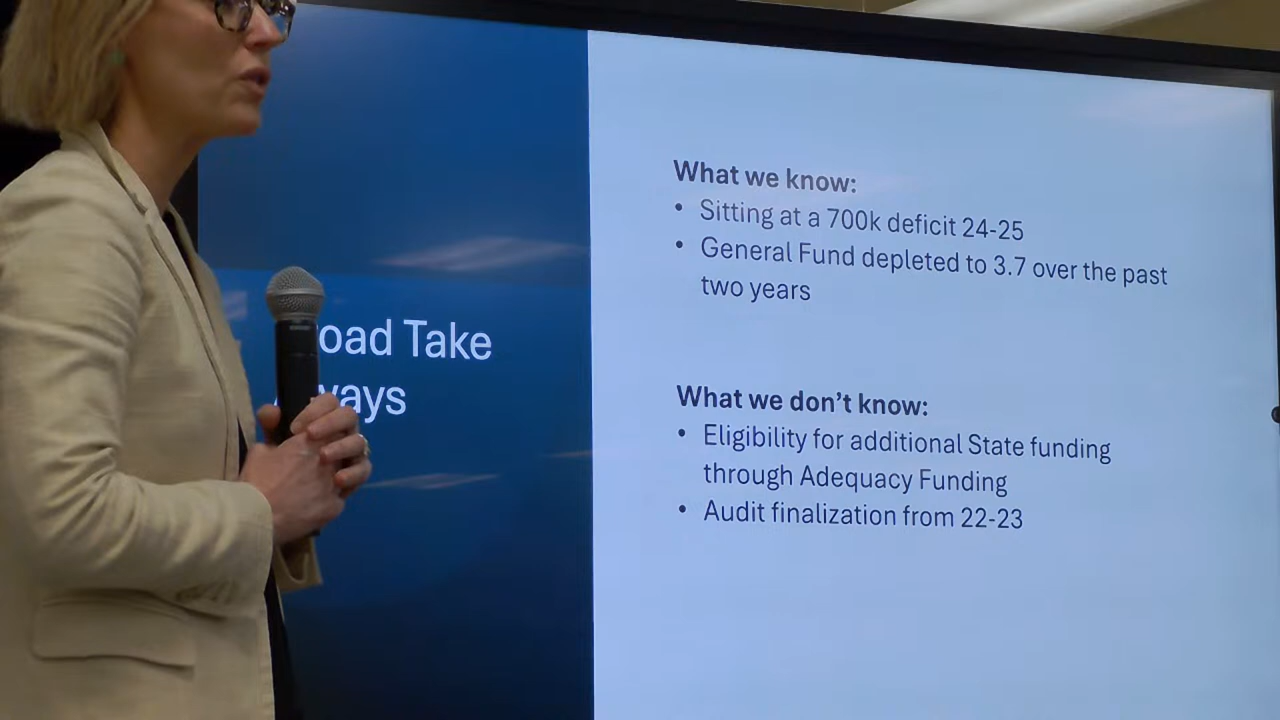 oad Take
ways
What we know:
• Sitting at a 700k deficit 24-25
• General Fund depleted to 3.7 over the past
two years
What we don't know:
• Eligibility for additional State funding
through Adequacy Funding
• Audit finalization from 22-23